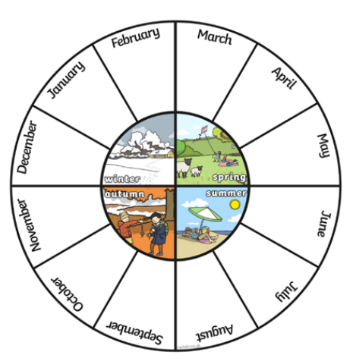 January
February
March
April
May
June
July
August
September
October
November
December
winter
spring
summer
autumn